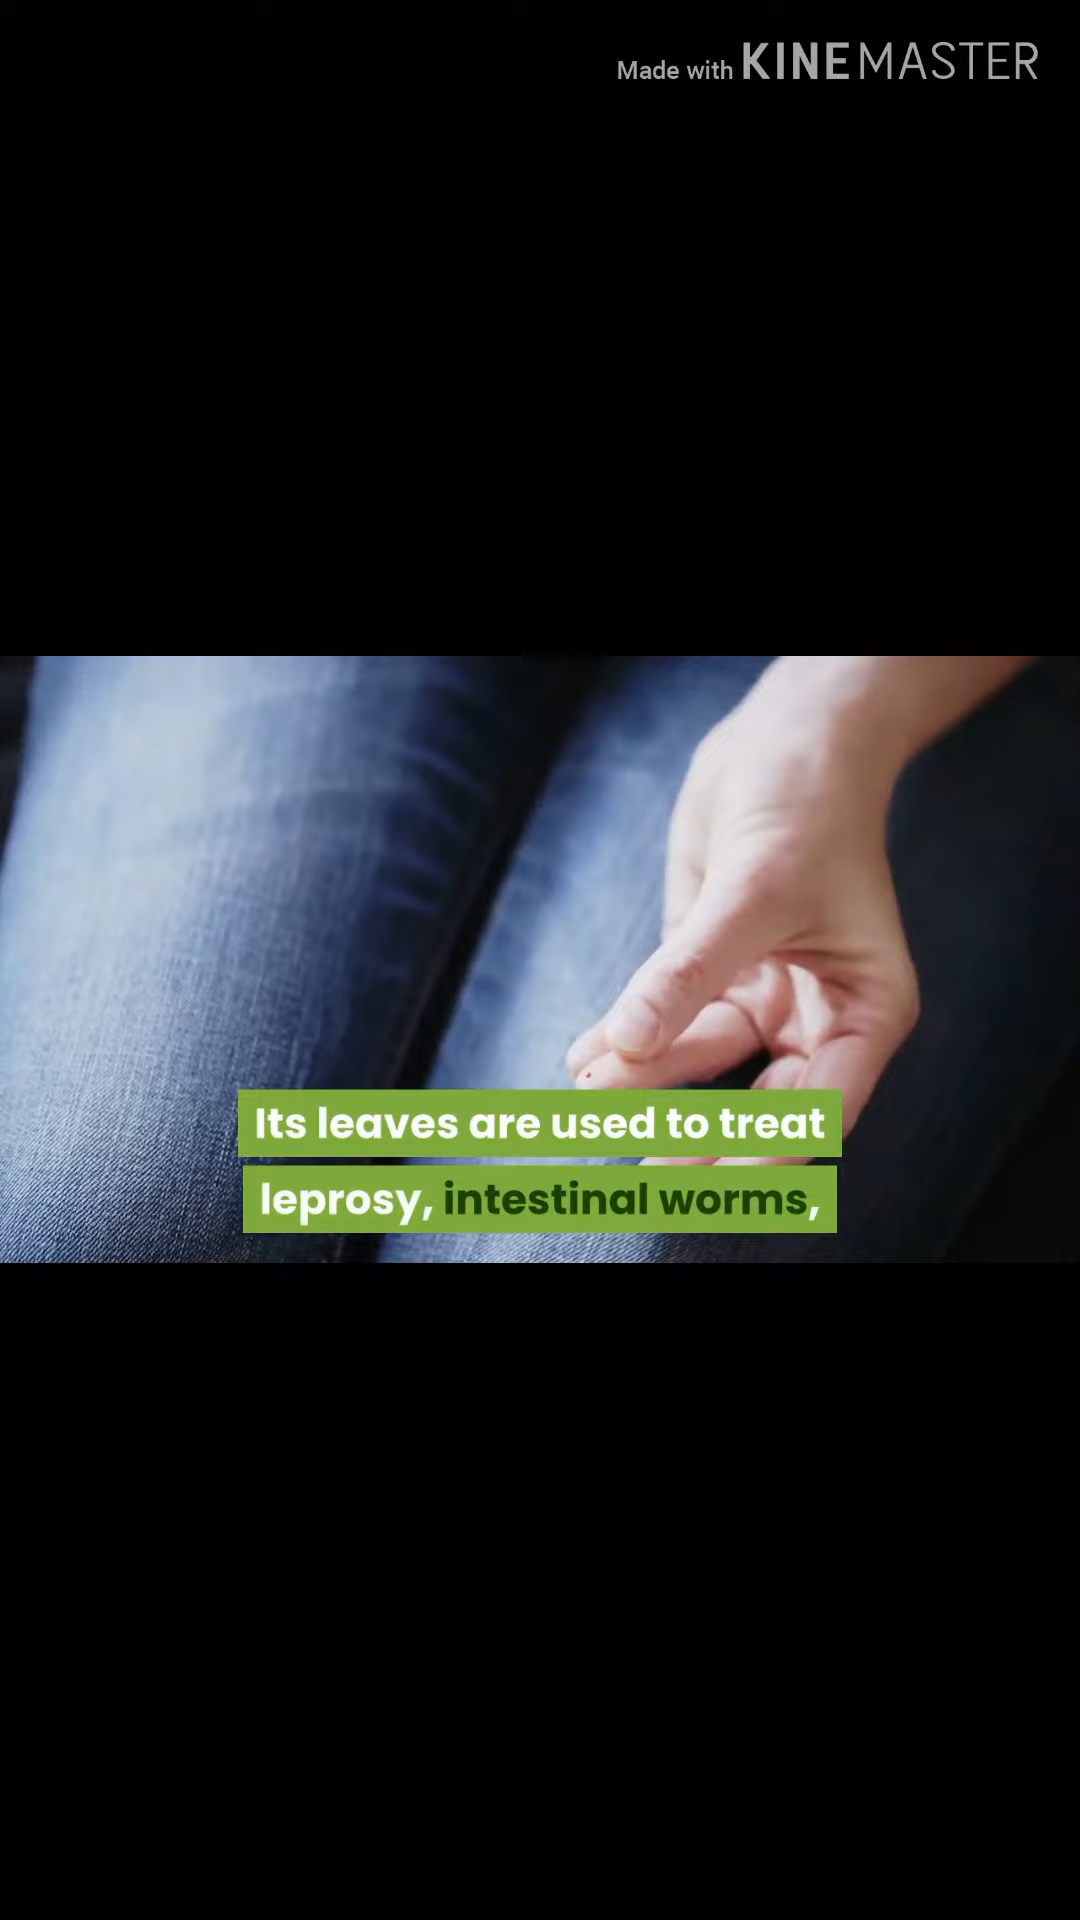 Made with KINEMASTER
Its leaves are used to treat
leprosy, intestinal worms,